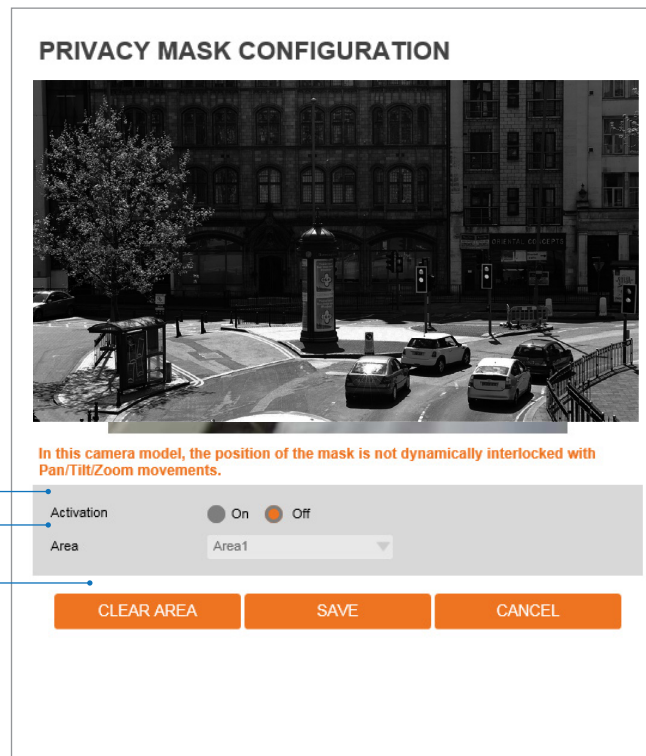 PRIVACY MASK CONFIGURATION
ORIENTAL CONCEPTS
In this camera model, the position of the mask is not dynamically interlocked with
Pan/Tilt/Zoom movements.
Activation On Off
Area Area1
CLEAR AREA SAVE CANCEL